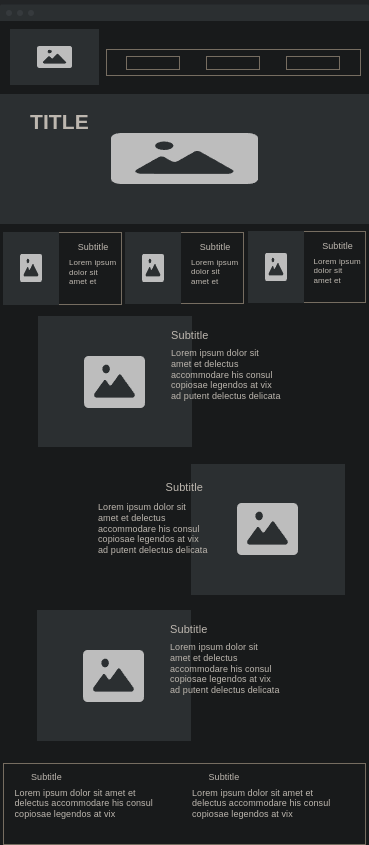 TITLE
Subtitle
Lorem ipsum
dolor sit
amet et
Subtitle
Lorem ipsum
dolor sit
amet et
Subtitle
Lorem ipsum
dolor sit
amet et
Subtitle
Lorem ipsum dolor sit
amet et delectus
accommodare his consul
copiosae legendos at vix
ad putent delectus delicata
Subtitle
Lorem ipsum dolor sit
amet et delectus
accommodare his consul
copiosae legendos at vix
ad putent delectus delicata
Subtitle
Lorem ipsum dolor sit
amet et delectus
accommodare his consul
copiosae legendos at vix
ad putent delectus delicata
Subtitle
Lorem ipsum dolor sit amet et
delectus accommodare his consul
copiosae legendos at vix
Subtitle
Lorem ipsum dolor sit amet et
delectus accommodare his consul
copiosae legendos at vix